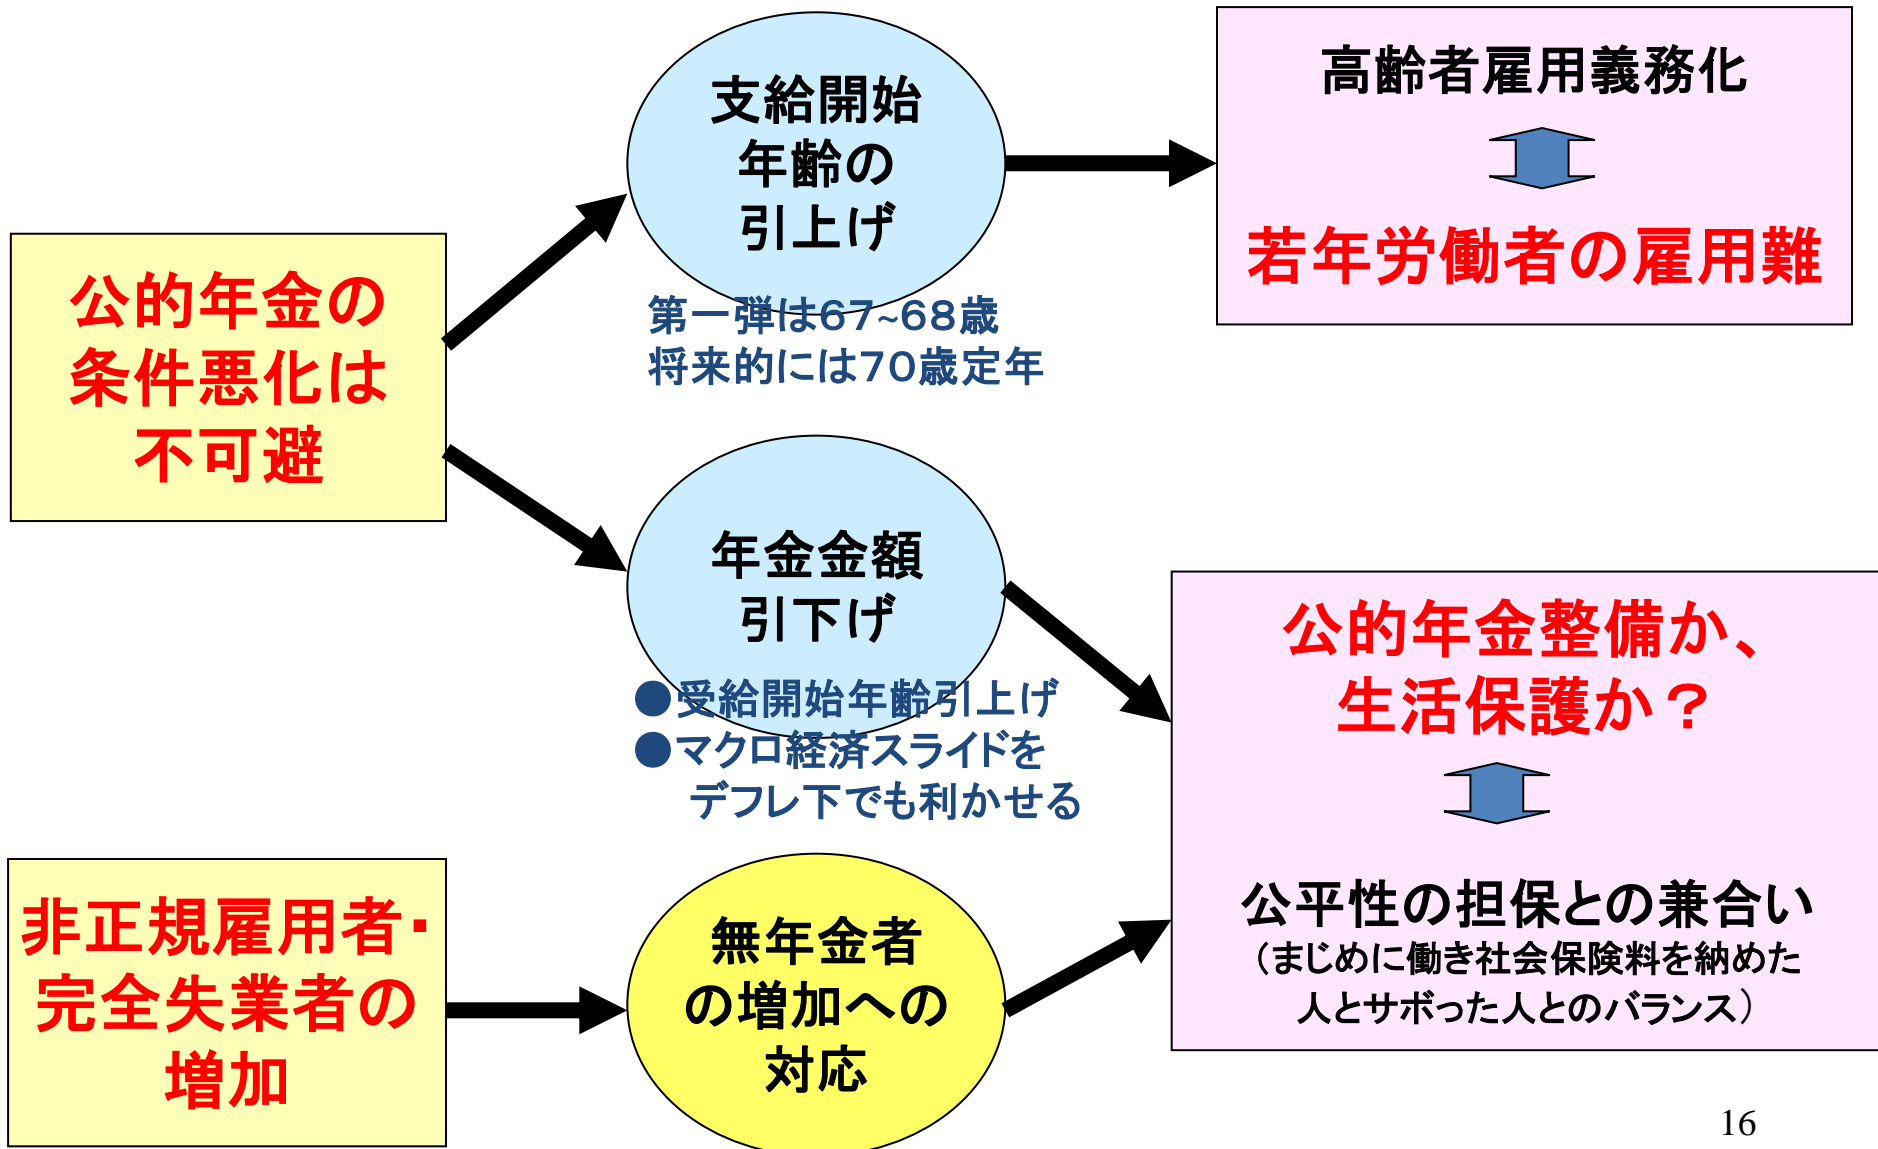 公的年金の
条件悪化は
不可避
支給開始
年齢の
引上げ
第一弾は67~68歳
将来的には70歳定年
高齢者雇用義務化
若年労働者の雇用難
年金金額
引下げ
●受給開始年齢引上げ
●マクロ経済スライドを
デフレ下でも利かせる
公的年金整備か、
生活保護か？
公平性の担保との兼合い
（まじめに働き社会保険料を納めた
人とサボった人とのバランス）
非正規雇用者・
完全失業者の
増加
無年金者
の増加への
対応
16